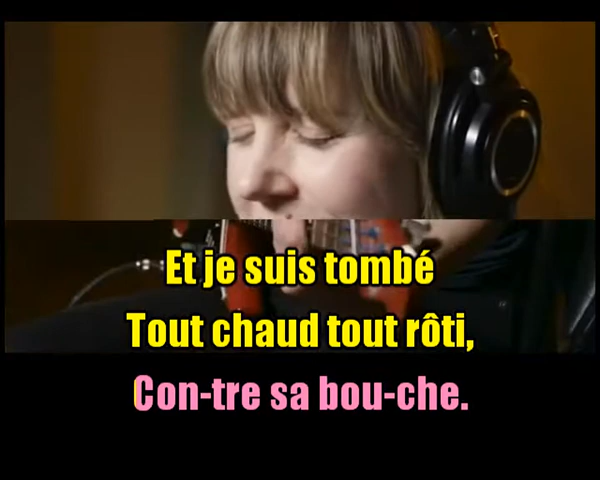 Et je suis tombé
Tout chaud tout rôti,
Con-tre sa bou-che.